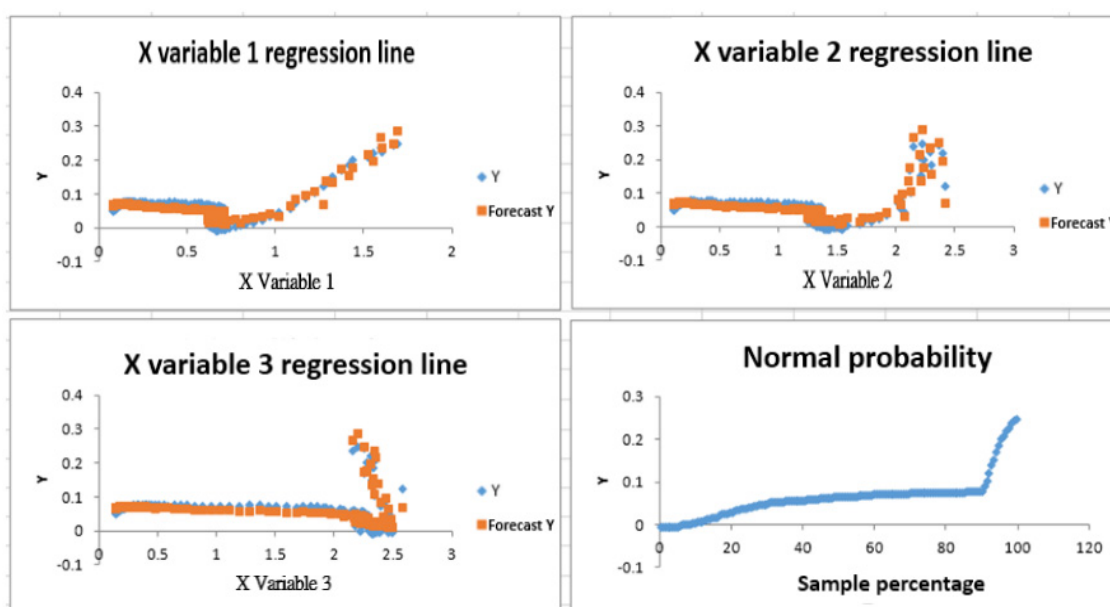 X variable 1 regression line
0.4
0.3
0.2
0.1
0
-0.1
Y
0 0.5 1 1.5 2
X Variable 1
Y
Forecast Y
X variable 2 regression line
0.4
0.3
0.2
0.1
0
-0.1
Y
0 0.5 1 1.5 2 2.5 3
X Variable 2
Y
Forecast Y
X variable 3 regression line
0.4
0.3
0.2
0.1
0
-0.1
Y
0 0.5 1 1.5 2 2.5 3
X Variable 3
Y
Forecast Y
Normal probability
0.3
0.2
0.1
0
-0.1
Y
0 20 40 60 80 100 120
Sample percentage